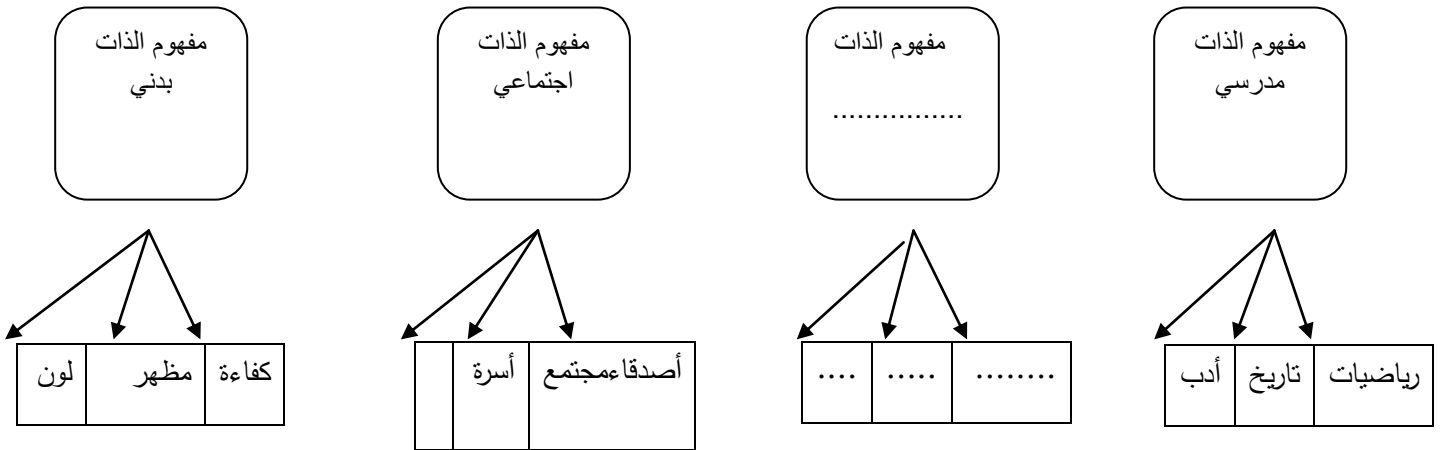 مفهوم الذات
مدرسي
مفهوم الذات
................
مفهوم الذات
اجتماعي
مفهوم الذات
بدني
رياضيات
تاريخ
أدب
........
.....
....
أصدقاءمجتمع
أسرة
كفاءة
مظهر
لون